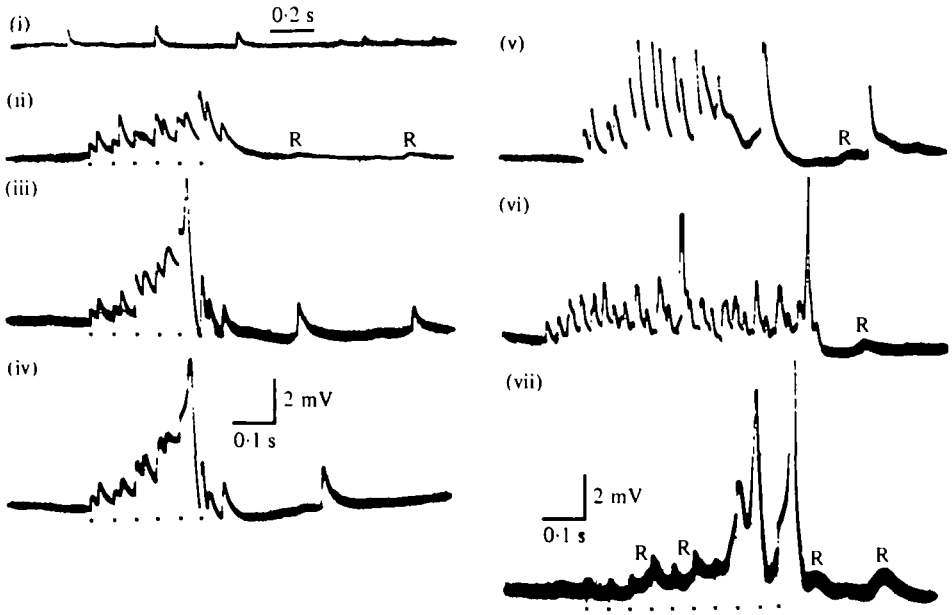 (i)
0·2 s
(ii)
R
R
(iii)
(iv)
2 mV
0·1 s
(v)
R
(vi)
R
(vii)
2 mV
0·1 s
R
R
R
R